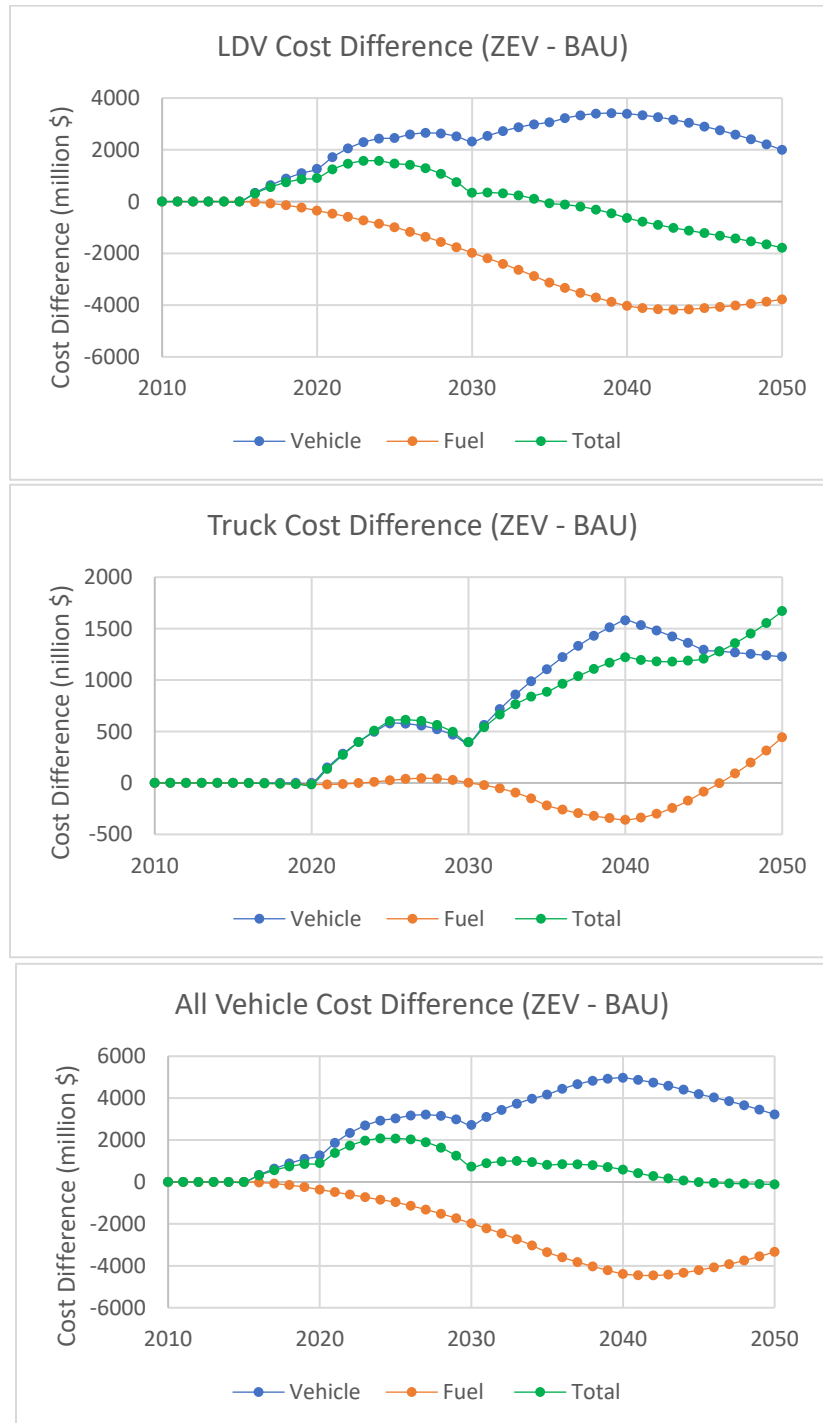 LDV Cost Difference (ZEV - BAU)
Cost Difference (million $)
4000
2000
0
-2000
-4000
-6000
2010 2020 2030 2040 2050
Vehicle Fuel Total
Truck Cost Difference (ZEV - BAU)
Cost Difference (nillion $)
2000
1500
1000
500
0
-500
2010 2020 2030 2040 2050
Vehicle Fuel Total
All Vehicle Cost Difference (ZEV - BAU)
Cost Difference (million $)
6000
4000
2000
0
-2000
-4000
-6000
2010 2020 2030 2040 2050
Vehicle Fuel Total